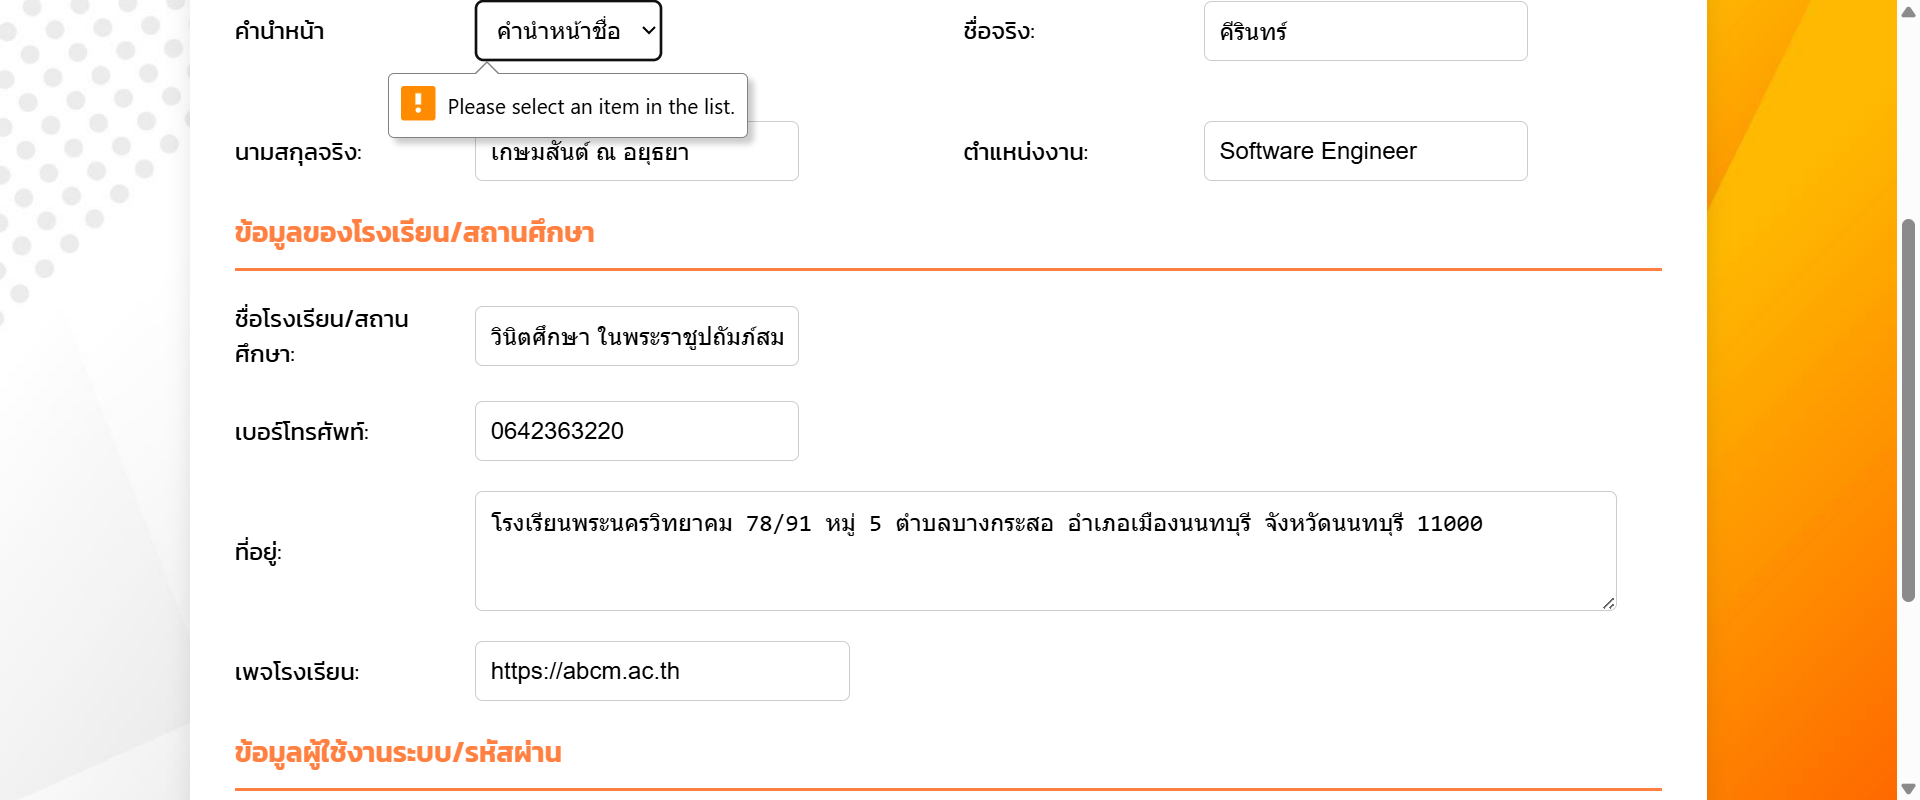 คำนำหน้า
คำนำหน้าชื่อ
ชื่อจริง:
คีรินทร์
Please select an item in the list.
นามสกุลจริง:
เกษมสันต์ ณ อยุธยา
ตำแหน่งงาน:
Software Engineer
ข้อมูลของโรงเรียน/สถานศึกษา
ชื่อโรงเรียน/สถาน
ศึกษา:
วินิตศึกษา ในพระราชูปถัมภ์สม
เบอร์โทรศัพท์:
0642363220
ที่อยู่:
โรงเรียนพระนครวิทยาคม 78/91 หมู่ 5 ตำบลบางกระสอ อำเภอเมืองนนทบุรี จังหวัดนนทบุรี 11000
เพจโรงเรียน:
https://abcm.ac.th
ข้อมูลผู้ใช้งานระบบ/รหัสผ่าน